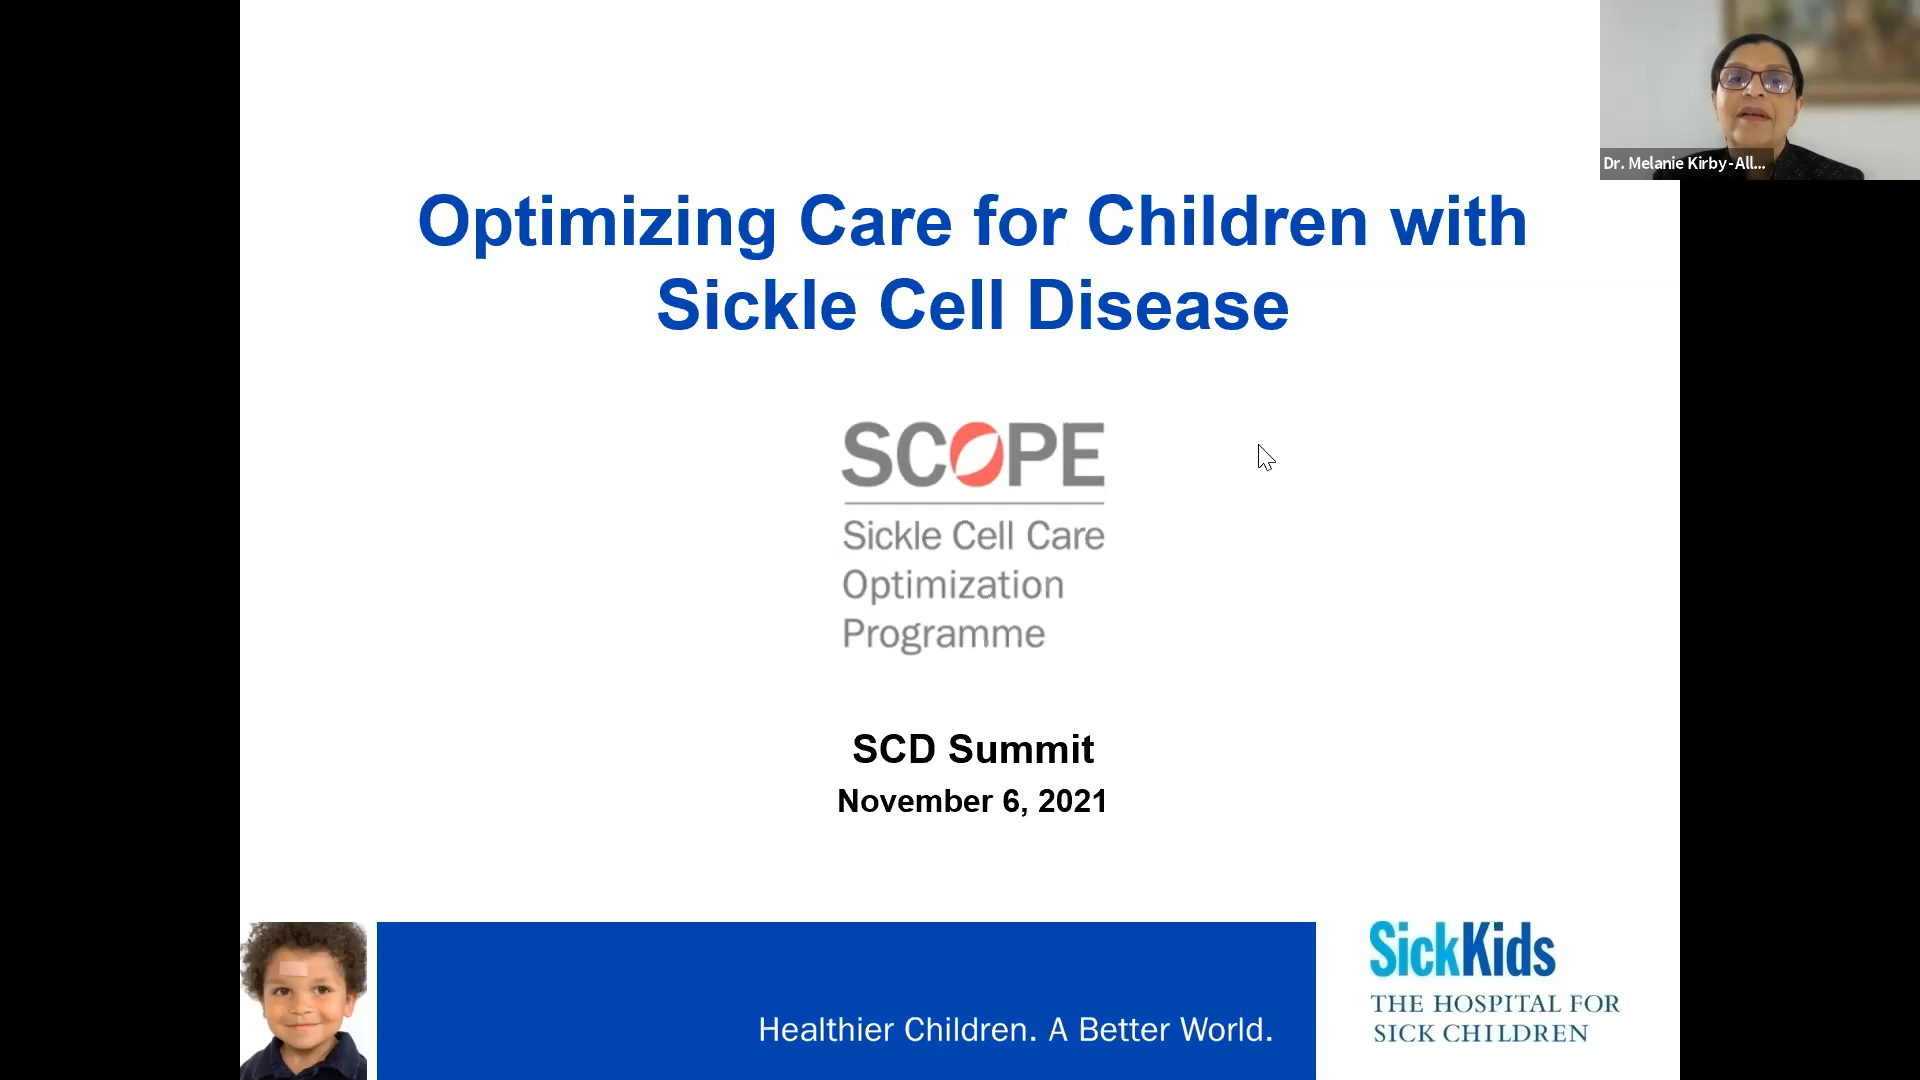 Dr. Melanie Kirby-All...
Optimizing Care for Children with
Sickle Cell Disease
SCOPE
Sickle Cell Care
Optimization
Programme
SCD Summit
November 6, 2021
Healthier Children. A Better World.
SickKids
THE HOSPITAL FOR
SICK CHILDREN